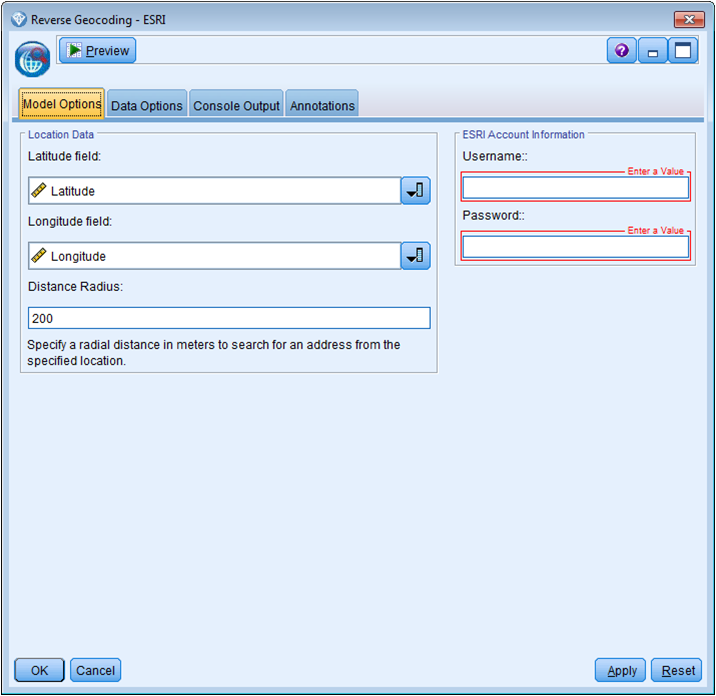 Reverse Geocoding - ESRI
Preview
?
Model Options
Data Options
Console Output
Annotations
Location Data
Latitude field:
Latitude
Longitude field:
Longitude
Distance Radius:
200
Specify a radial distance in meters to search for an address from the
specified location.
ESRI Account Information
Username::
Enter a Value
Password::
Enter a Value
OK
Cancel
Apply
Reset